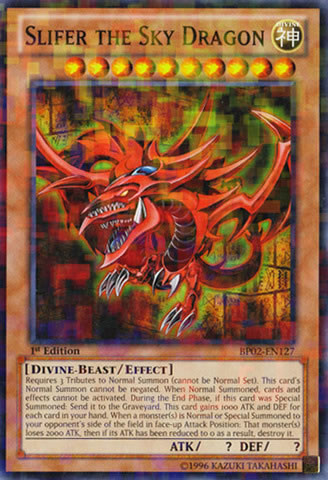 SLIFER THE SKY DRAGON
DIVINE
神
1st Edition
BP02-EN127
[DIVINE-BEAST/EFFECT]
Requires 3 Tributes to Normal Summon (cannot be Normal Set). This card's
Normal Summon cannot be negated. When Normal Summoned, cards and
effects cannot be activated. During the End Phase, if this card was Special
Summoned: Send it to the Graveyard. This card gains 1000 ATK and DEF for
each card in your hand. When a monster(s) is Normal or Special Summoned to
your opponent's side of the field in face-up Attack Position: That monster(s)
loses 2000 ATK, then if its ATK has been reduced to 0 as a result, destroy it.
ATK/ ? DEF/ ?
©1996 KAZUKI TAKAHASHI